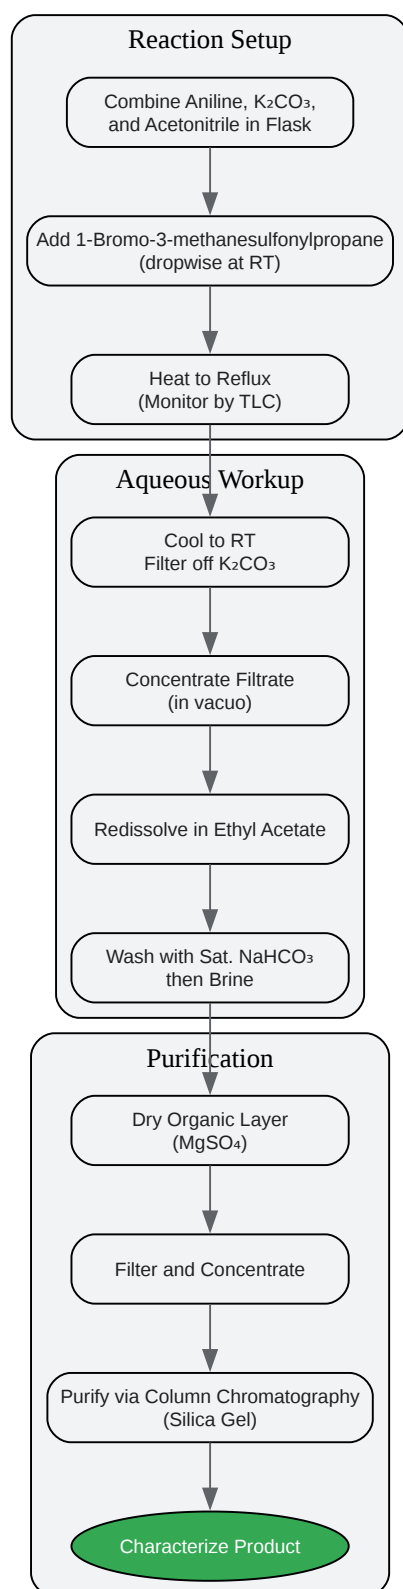 Reaction Setup
Combine Aniline, K₂CO₃,
and Acetonitrile in Flask
Add 1-Bromo-3-methanesulfonylpropane
(dropwise at RT)
Heat to Reflux
(Monitor by TLC)
Aqueous Workup
Cool to RT
Filter off K₂CO₃
Concentrate Filtrate
(in vacuo)
Redissolve in Ethyl Acetate
Wash with Sat. NaHCO₃
then Brine
Purification
Dry Organic Layer
(MgSO₄)
Filter and Concentrate
Purify via Column Chromatography
(Silica Gel)
Characterize Product